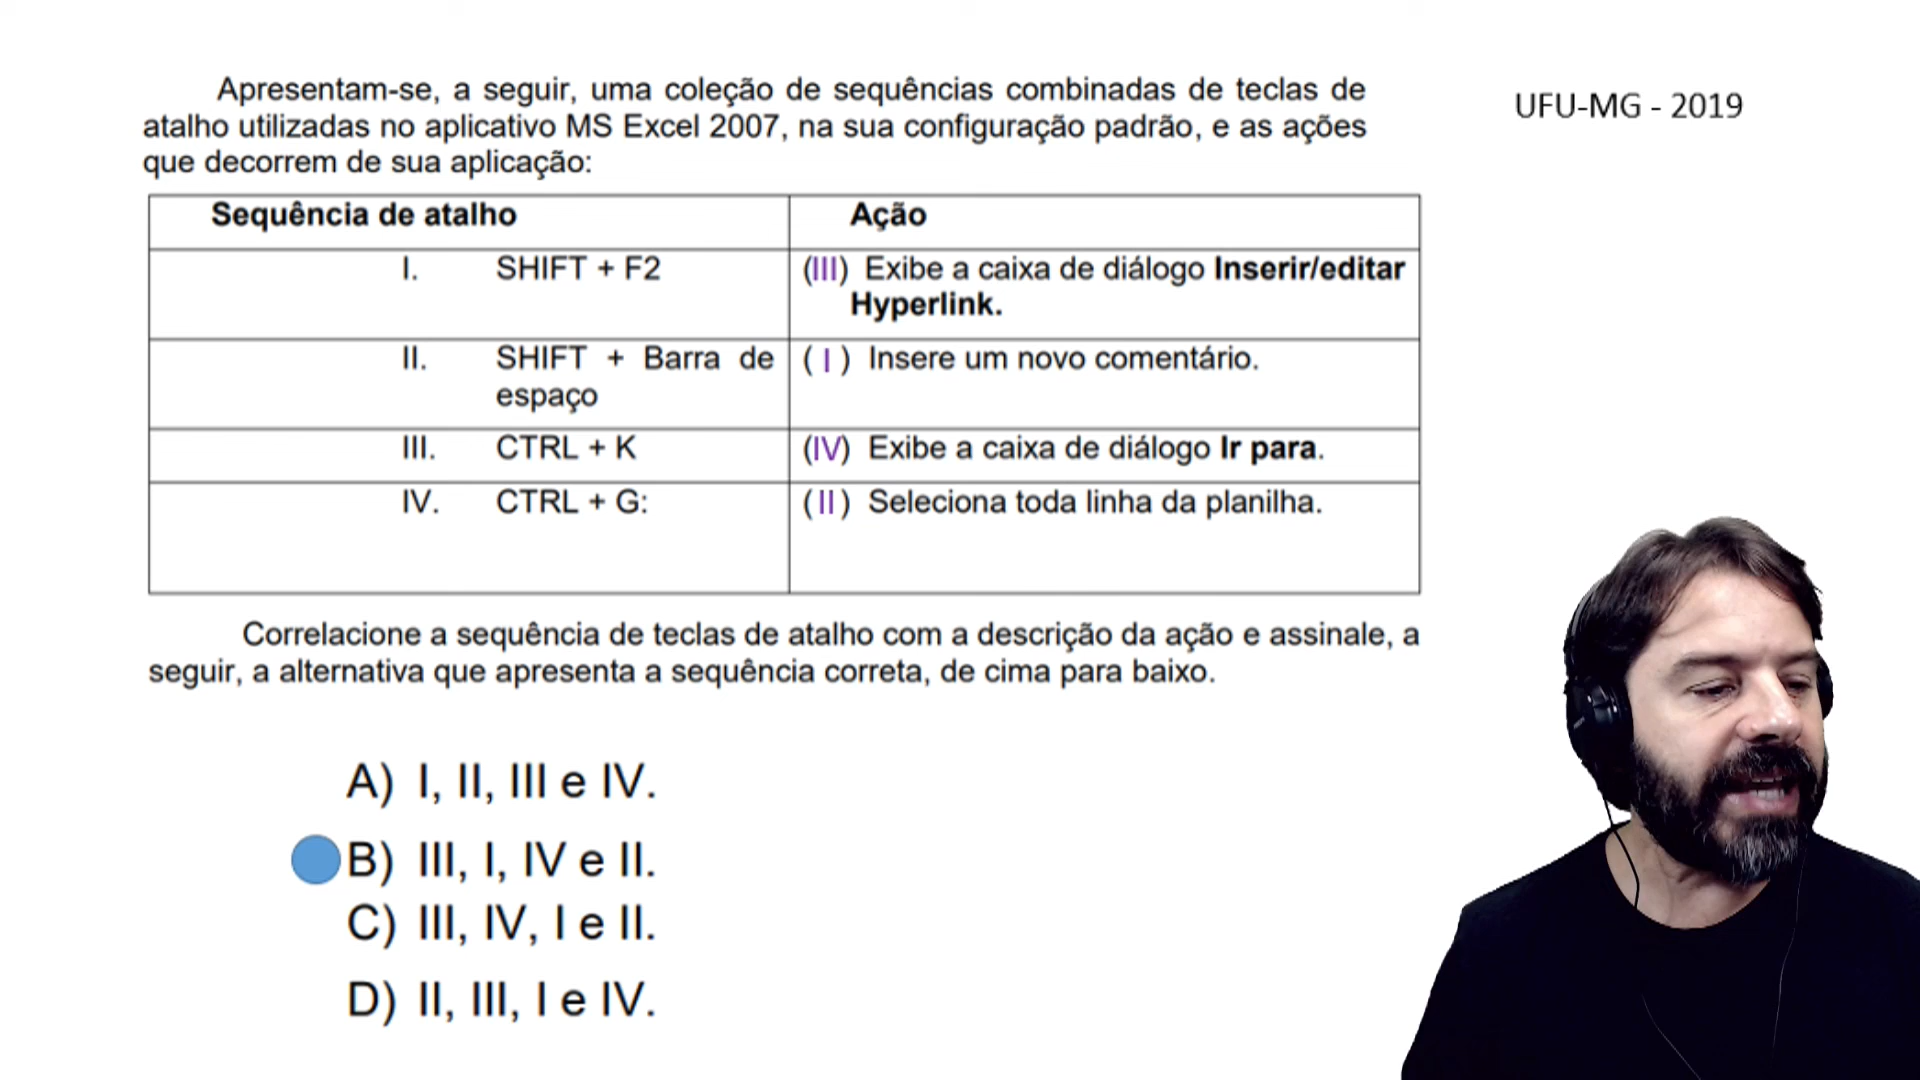 Apresentam-se, a seguir, uma coleção de sequências combinadas de teclas de
atalho utilizadas no aplicativo MS Excel 2007, na sua configuração padrão, e as ações
que decorrem de sua aplicação:
UFU-MG - 2019
Sequência de atalho
Ação
I. SHIFT + F2
(III) Exibe a caixa de diálogo Inserir/editar
Hyperlink.
II. SHIFT + Barra de
espaço
( I ) Insere um novo comentário.
III. CTRL + K
(IV) Exibe a caixa de diálogo Ir para.
IV. CTRL + G:
( II ) Seleciona toda linha da planilha.
Correlacione a sequência de teclas de atalho com a descrição da ação e assinale, a
seguir, a alternativa que apresenta a sequência correta, de cima para baixo.
A) I, II, III e IV.
B) III, I, IV e II.
C) III, IV, I e II.
D) II, III, I e IV.